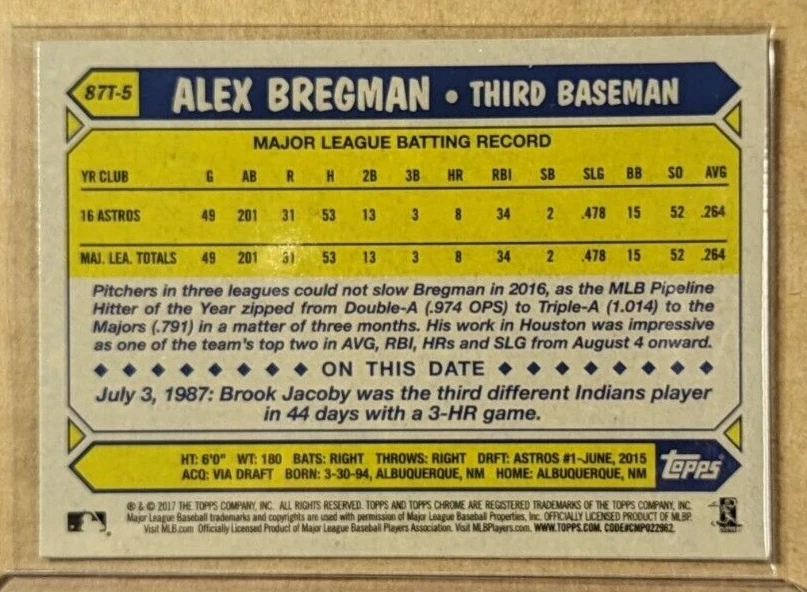 87T-5 ALEX BREGMAN • THIRD BASEMAN
MAJOR LEAGUE BATTING RECORD
YR CLUB G AB R H 2B 3B HR RBI SB SLG BB SO AVG
16 ASTROS 49 201 31 53 13 3 8 34 2 .478 15 52 .264
MAJ. LEA. TOTALS 49 201 31 53 13 3 8 34 2 .478 15 52 .264
Pitchers in three leagues could not slow Bregman in 2016, as the MLB Pipeline
Hitter of the Year zipped from Double-A (.974 OPS) to Triple-A (1.014) to the
Majors (.791) in a matter of three months. His work in Houston was impressive
as one of the team's top two in AVG, RBI, HRs and SLG from August 4 onward.
ON THIS DATE
July 3, 1987: Brook Jacoby was the third different Indians player
in 44 days with a 3-HR game.
HT: 6'0" WT: 180 BATS: RIGHT THROWS: RIGHT DRFT: ASTROS #1-JUNE, 2015
ACQ: VIA DRAFT BORN: 3-30-94, ALBUQUERQUE, NM HOME: ALBUQUERQUE, NM
Topps
® & © 2017 THE TOPPS COMPANY, INC. ALL RIGHTS RESERVED. TOPPS AND TOPPS CHROME ARE REGISTERED TRADEMARKS OF THE TOPPS COMPANY, INC.
Major League Baseball trademarks and copyrights are used with permission of Major League Baseball Properties, Inc. OFFICIALLY LICENSED PRODUCT OF MLBP.
Visit MLB.com Officially Licensed Product of Major League Baseball Players Association. Visit MLBPlayers.com. WWW.TOPPS.COM. CODE#CMP022962.